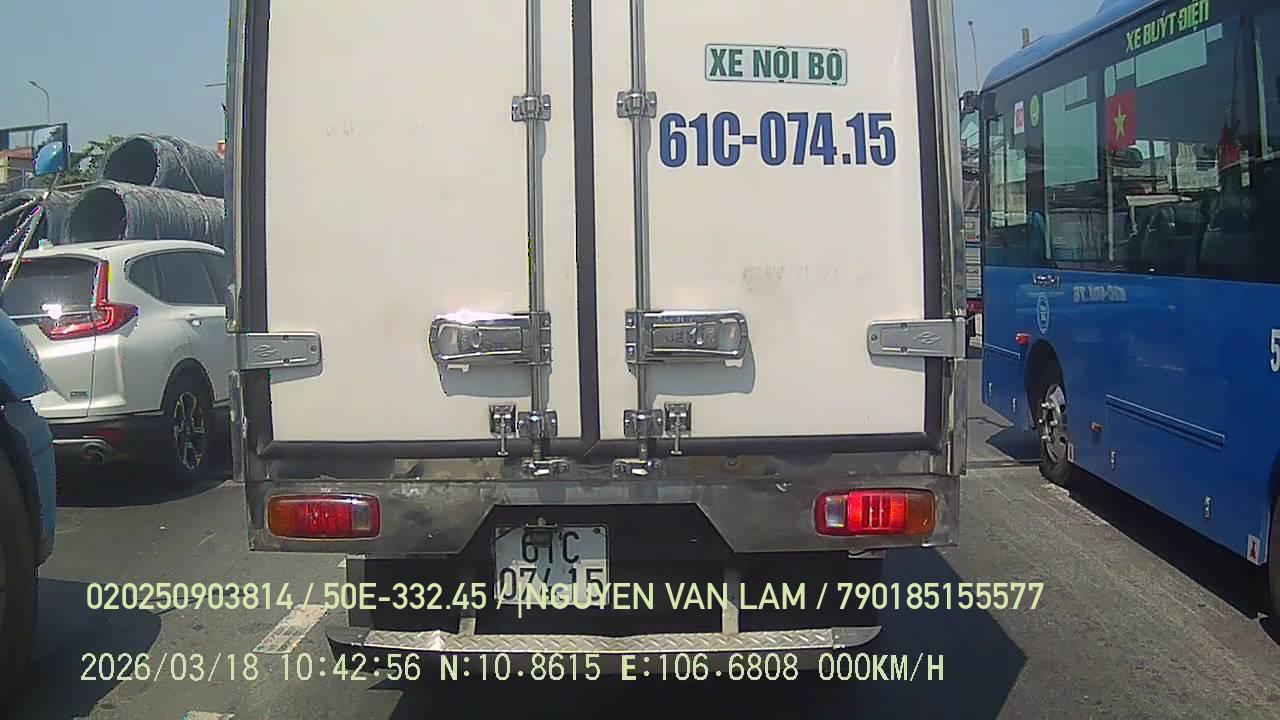 XE BUÝT ĐIỆN
XE NỘI BỘ
61C-074.15
5
61C
074.15
020250903814 / 50E-332.45 / NGUYEN VAN LAM / 790185155577
2026/03/18 10:42:56 N:10.8615 E:106.6808 000KM/H